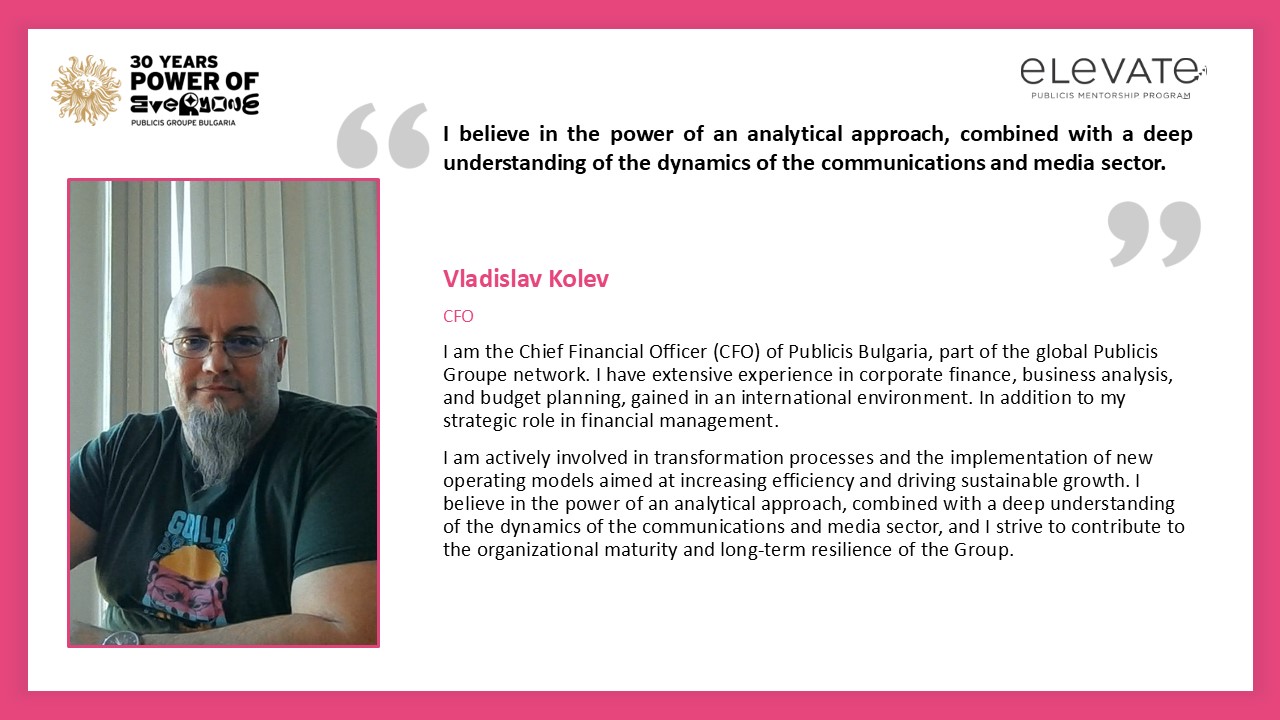 30 YEARS
POWER OF
EVERYONE
PUBLICIS GROUPE BULGARIA
eLeVATe
PUBLICIS MENTORSHIP PROGRAM
“
I believe in the power of an analytical approach, combined with a deep
understanding of the dynamics of the communications and media sector.
”
Vladislav Kolev
CFO
I am the Chief Financial Officer (CFO) of Publicis Bulgaria, part of the global Publicis
Groupe network. I have extensive experience in corporate finance, business analysis,
and budget planning, gained in an international environment. In addition to my
strategic role in financial management.
I am actively involved in transformation processes and the implementation of new
operating models aimed at increasing efficiency and driving sustainable growth. I
believe in the power of an analytical approach, combined with a deep understanding
of the dynamics of the communications and media sector, and I strive to contribute to
the organizational maturity and long-term resilience of the Group.